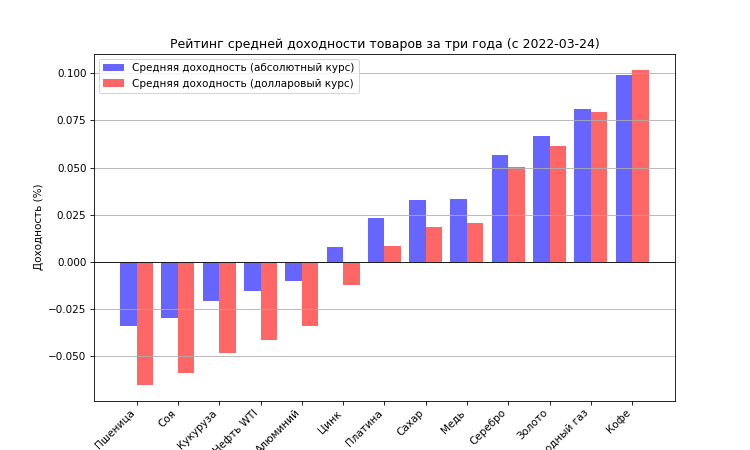 Рейтинг средней доходности товаров за три года (с 2022-03-24)
Средняя доходность (абсолютный курс)
Средняя доходность (долларовый курс)
Доходность (%)
0.100
0.075
0.050
0.025
0.000
−0.025
−0.050
Пшеница
Соя
Кукуруза
Нефть WTI
Алюминий
Цинк
Платина
Сахар
Медь
Серебро
Золото
газ
Кофе